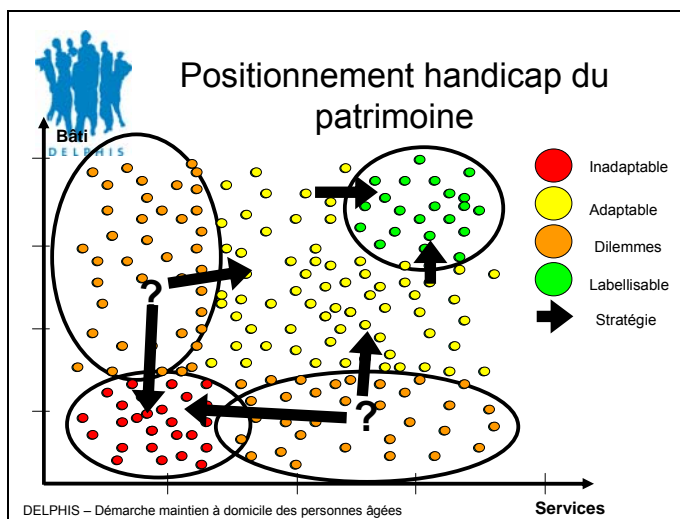 Positionnement handicap du
patrimoine
Bâti
DELPHIS
Inadaptable
Adaptable
Dilemmes
Labellisable
Stratégie
?
?
DELPHIS – Démarche maintien à domicile des personnes âgées
Services